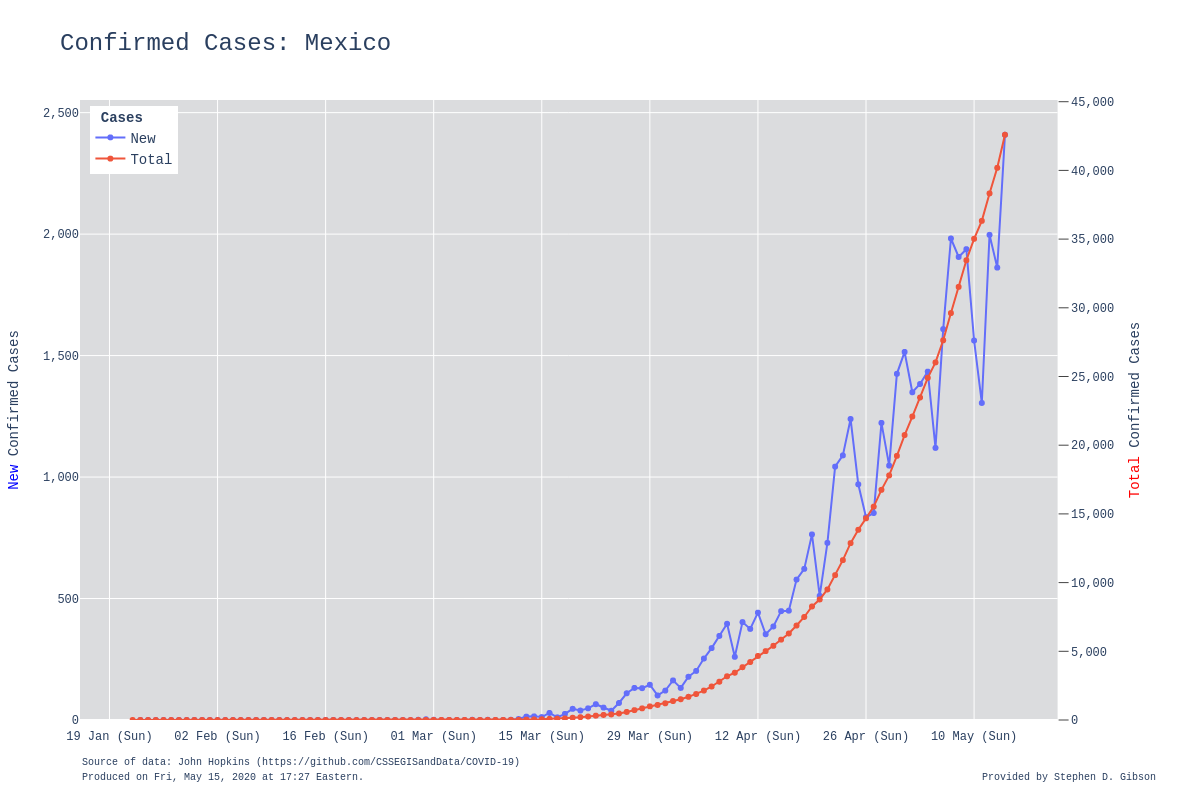 Confirmed Cases: Mexico
Cases
New
Total
2,500
2,000
1,500
1,000
500
0
New Confirmed Cases
45,000
40,000
35,000
30,000
25,000
20,000
15,000
10,000
5,000
0
Total Confirmed Cases
19 Jan (Sun) 02 Feb (Sun) 16 Feb (Sun) 01 Mar (Sun) 15 Mar (Sun) 29 Mar (Sun) 12 Apr (Sun) 26 Apr (Sun) 10 May (Sun)
Source of data: John Hopkins (https://github.com/CSSEGISandData/COVID-19)
Produced on Fri, May 15, 2020 at 17:27 Eastern.
Provided by Stephen D. Gibson